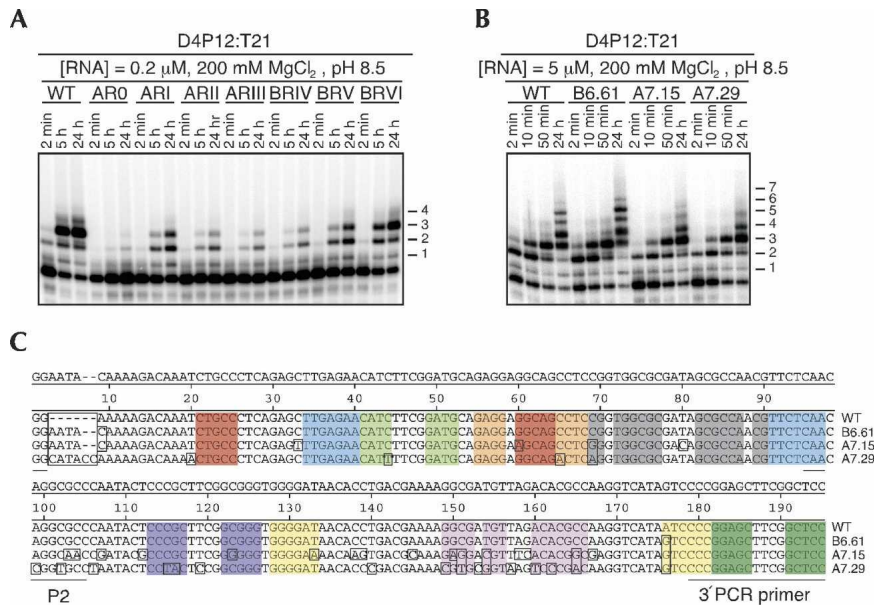 A
D4P12:T21
[RNA] = 0.2 μM, 200 mM MgCl2 , pH 8.5
WT AR0 ARI ARII ARIII BRIV BRV BRVI
2 min 5 h 24 h 2 min 5 h 24 h 2 min 5 h 24 h 2 min 5 h 24 hr 2 min 5 h 24 h 2 min 5 h 24 h 2 min 5 h 24 h 2 min 5 h 24 h
4
3
2
1
B
D4P12:T21
[RNA] = 5 μM, 200 mM MgCl2 , pH 8.5
WT B6.61 A7.15 A7.29
2 min 10 min 50 min 24 h 2 min 10 min 50 min 24 h 2 min 10 min 50 min 24 h 2 min 10 min 50 min 24 h
7
6
5
4
3
2
1
C
GGAATA--CAAAAGACAAATCTGCCCTCAGAGCTTGAGAACATCTTCGGATGCAGAGGAGGCAGCCTCCGGTGGCGCGATAGCGCCAACGTTCTCAAC
10 20 30 40 50 60 70 80 90
GG------AAAAAGACAAATCTGCCCTCAGAGCTTGAGAACATCTTCGGATGCAGAGGAGGCAGCCTCCGGTGGCGCGATAGCGCCAACGTTCTCAAC WT
GGAATA--CAAAAGACAAATCTGCCCTCAGAGCTTGAGAACATCTTCGGATGCAGAGGAGGCAGCCTCCGGTGGCGCGATAGCGCCAACGTTCTCAAC B6.61
A7.15
A7.29
AGGCGCCCAATACTCCCGCTTCGGCGGGTGGGGATAACACCTGACGAAAAGGCGATGTTAGACACGCCAAGGTCATAGTCCCCGGAGCTTCGGCTCC
100 110 120 130 140 150 160 170 180 190
AGGCGCCCAATACTCCCGCTTCGGCGGGTGGGGATAACACCTGACGAAAAGGCGATGTTAGACACGCCAAGGTCATAATCCCCGGAGCTTCGGCTCC WT
AGGCGCCCAATACTCCCGCTTCGGCGGGTGGGGATAACACCTGACGAAAAGGCGATGTTAGACACGCCAAGGTCATAGTCCCCGGAGCTTCGGCTCC B6.61
A7.15
A7.29
P2
3´PCR primer